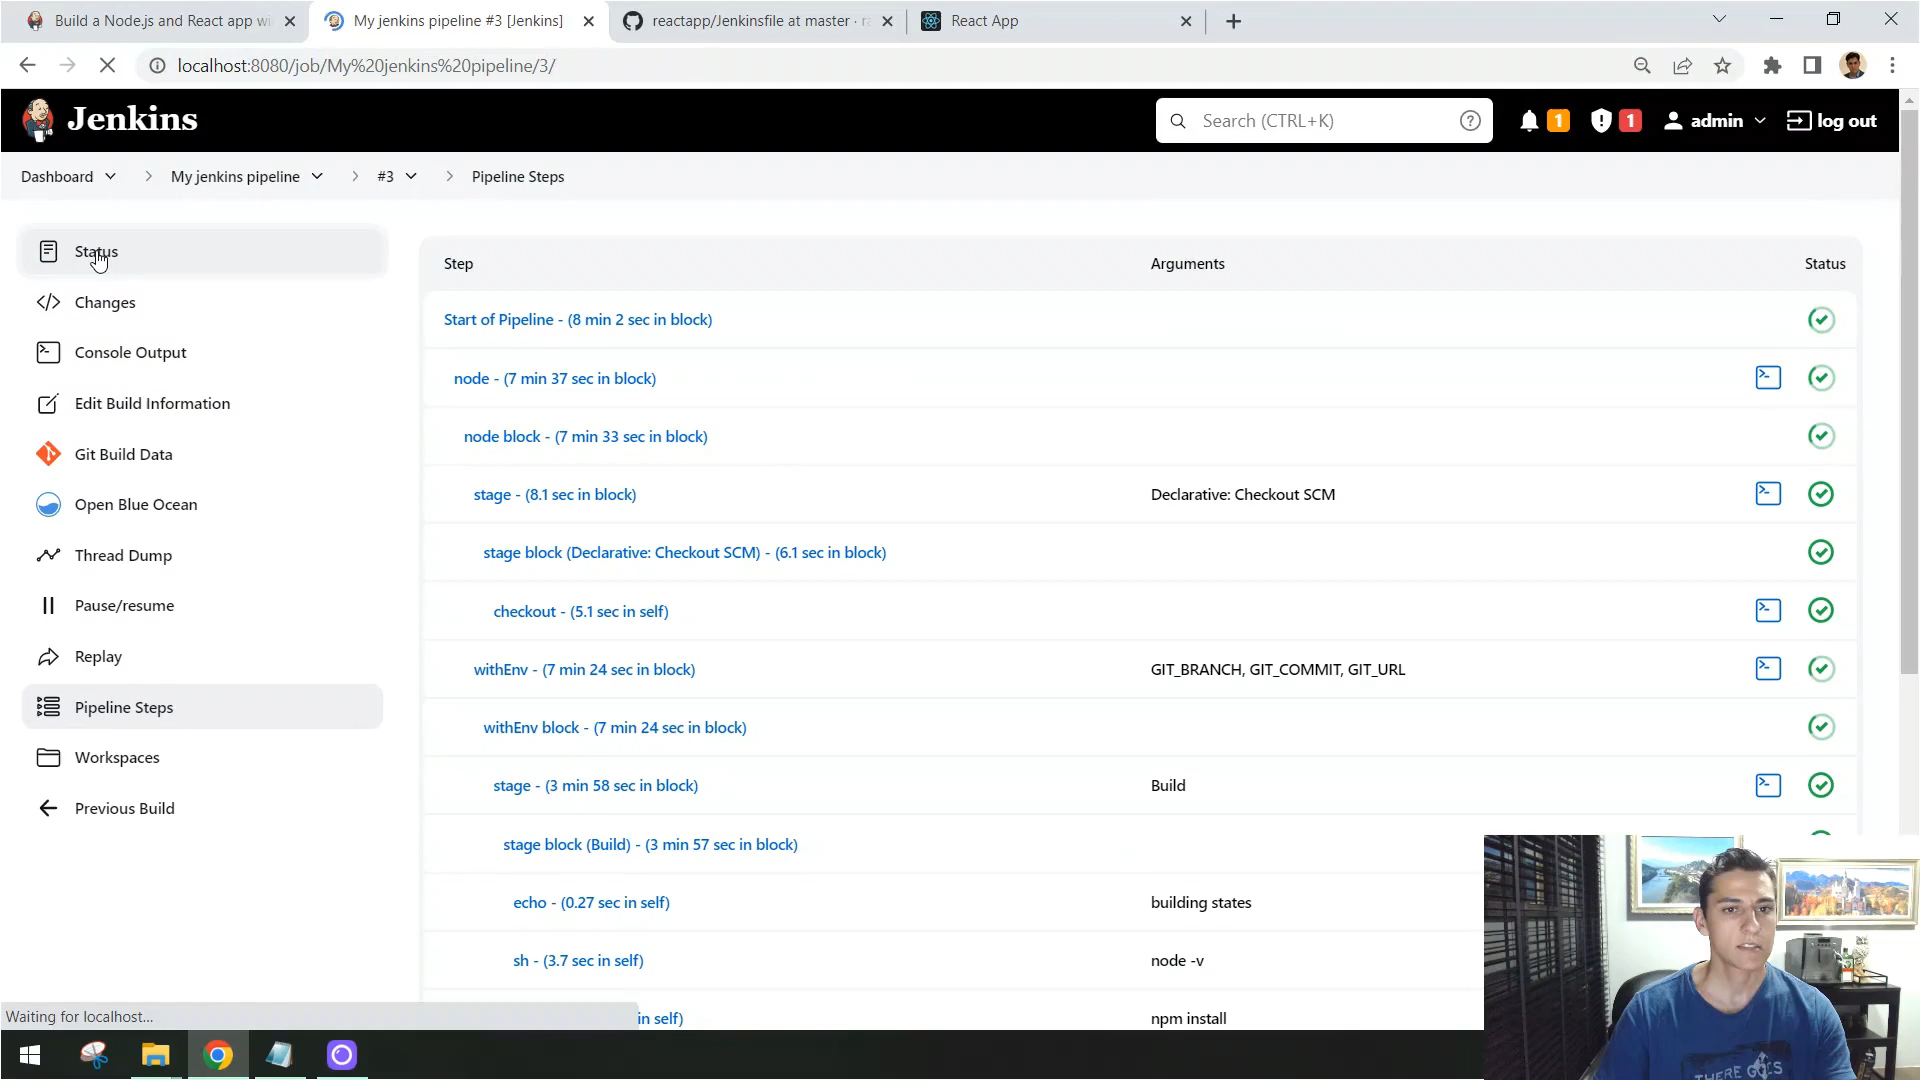 Build a Node.js and React app wi
My jenkins pipeline #3 [Jenkins]
reactapp/Jenkinsfile at master · ra
React App
localhost:8080/job/My%20jenkins%20pipeline/3/
Jenkins
Search (CTRL+K)
1
1
admin
log out
Dashboard
My jenkins pipeline
#3
Pipeline Steps
Status
Changes
Console Output
Edit Build Information
Git Build Data
Open Blue Ocean
Thread Dump
Pause/resume
Replay
Pipeline Steps
Workspaces
Previous Build
Step Arguments Status
Start of Pipeline - (8 min 2 sec in block)
node - (7 min 37 sec in block)
node block - (7 min 33 sec in block)
stage - (8.1 sec in block) Declarative: Checkout SCM
stage block (Declarative: Checkout SCM) - (6.1 sec in block)
checkout - (5.1 sec in self)
withEnv - (7 min 24 sec in block) GIT_BRANCH, GIT_COMMIT, GIT_URL
withEnv block - (7 min 24 sec in block)
stage - (3 min 58 sec in block) Build
stage block (Build) - (3 min 57 sec in block)
echo - (0.27 sec in self) building states
sh - (3.7 sec in self) node -v
in self) npm install
Waiting for localhost...
THERE GOES